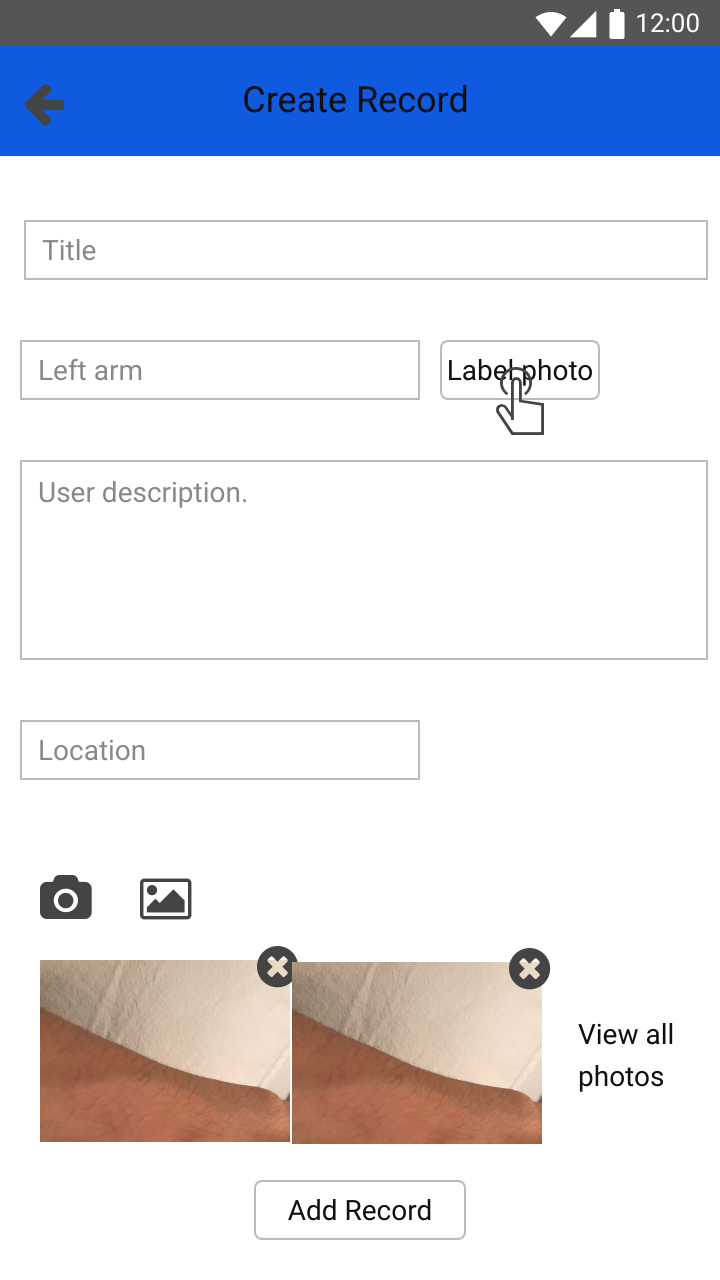 12:00
Create Record
Title
Left arm
Label photo
User description.
Location
View all
photos
Add Record